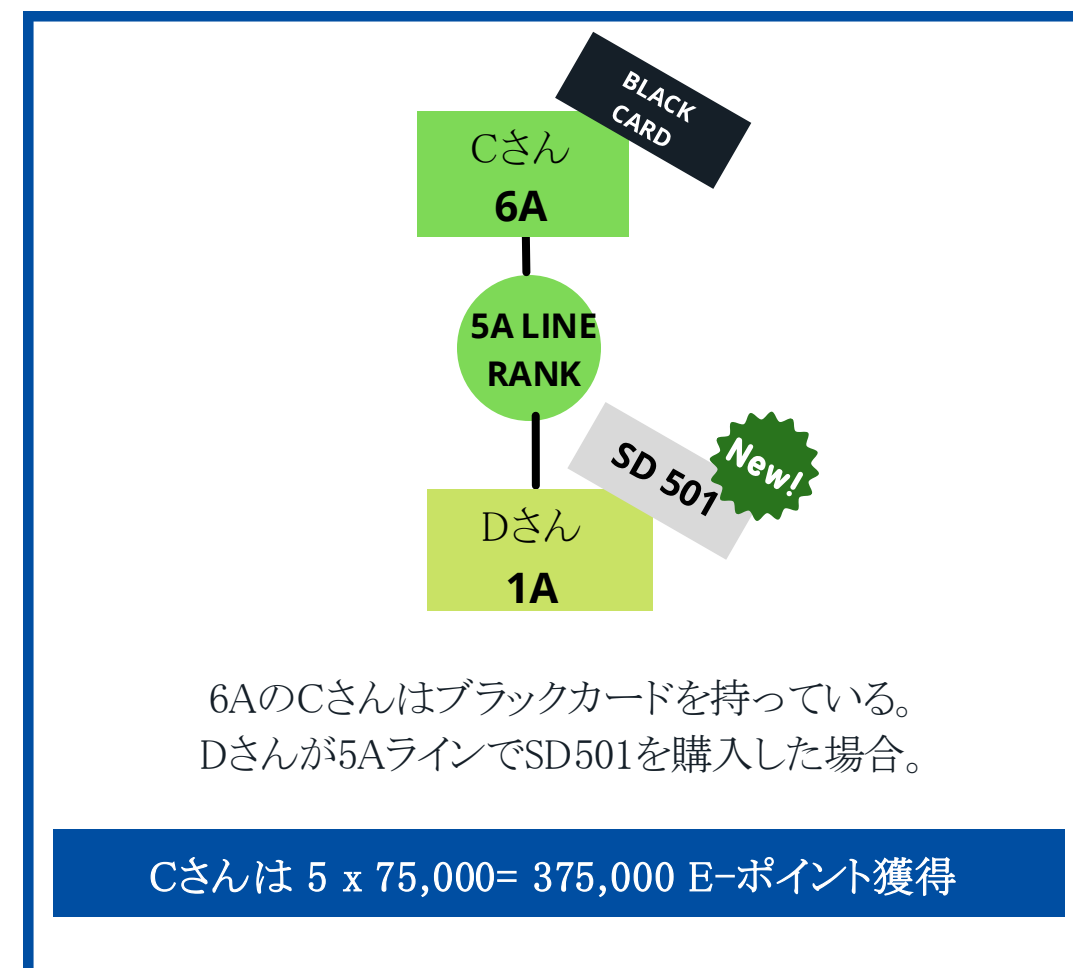 BLACK
CARD
Cさん
6A
5A LINE
RANK
SD 501
New!
Dさん
1A
6AのCさんはブラックカードを持っている。
Dさんが5AラインでSD501を購入した場合。
Cさんは 5 x 75,000= 375,000 E-ポイント獲得